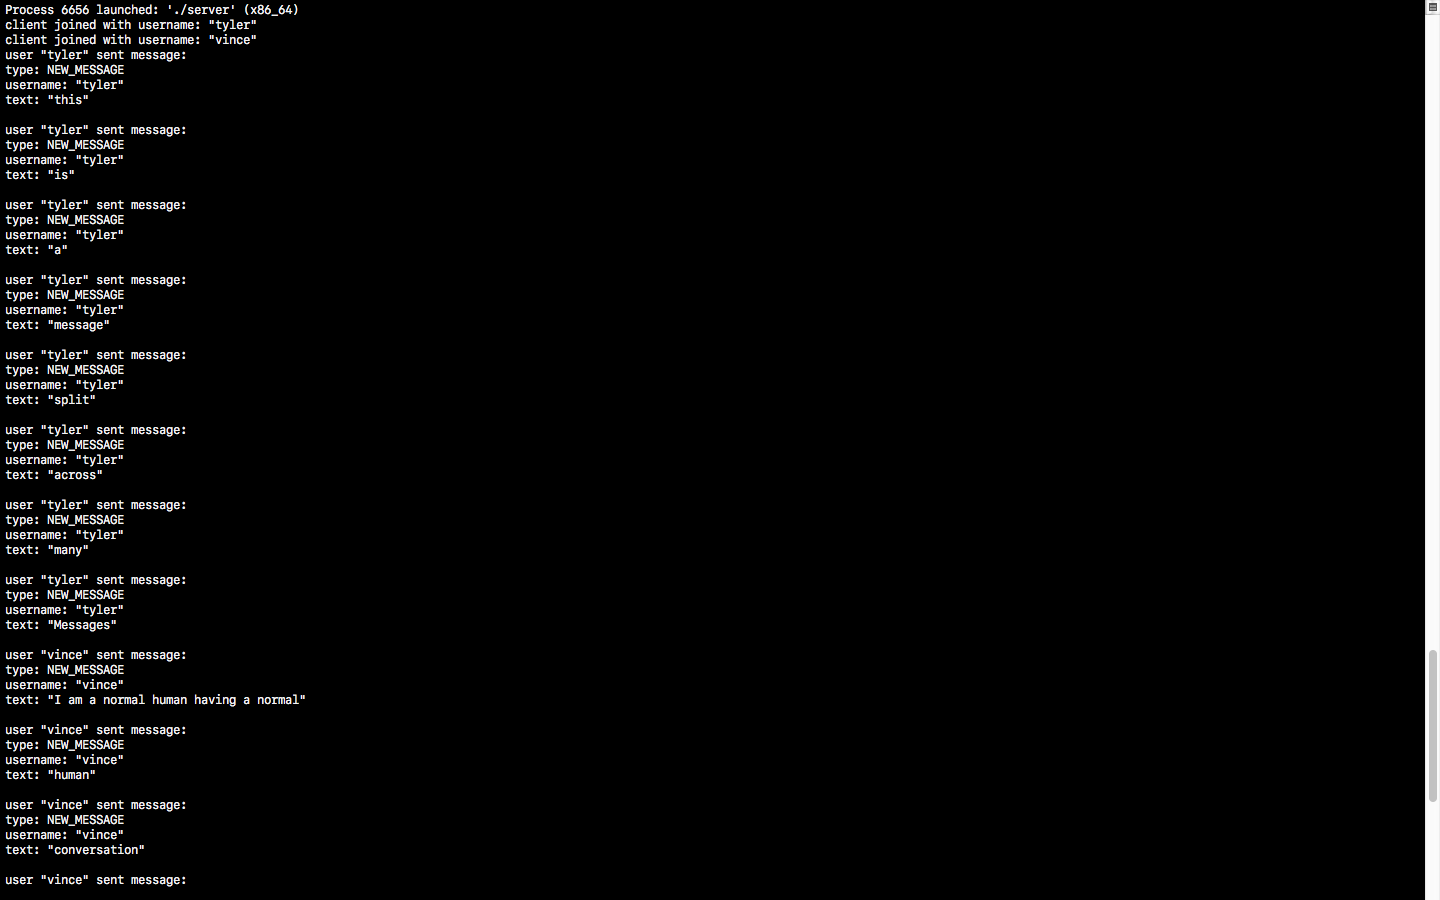 Process 6656 launched: './server' (x86_64)
client joined with username: "tyler"
client joined with username: "vince"
user "tyler" sent message:
type: NEW_MESSAGE
username: "tyler"
text: "this"
user "tyler" sent message:
type: NEW_MESSAGE
username: "tyler"
text: "is"
user "tyler" sent message:
type: NEW_MESSAGE
username: "tyler"
text: "a"
user "tyler" sent message:
type: NEW_MESSAGE
username: "tyler"
text: "message"
user "tyler" sent message:
type: NEW_MESSAGE
username: "tyler"
text: "split"
user "tyler" sent message:
type: NEW_MESSAGE
username: "tyler"
text: "across"
user "tyler" sent message:
type: NEW_MESSAGE
username: "tyler"
text: "many"
user "tyler" sent message:
type: NEW_MESSAGE
username: "tyler"
text: "Messages"
user "vince" sent message:
type: NEW_MESSAGE
username: "vince"
text: "I am a normal human having a normal"
user "vince" sent message:
type: NEW_MESSAGE
username: "vince"
text: "human"
user "vince" sent message:
type: NEW_MESSAGE
username: "vince"
text: "conversation"
user "vince" sent message: